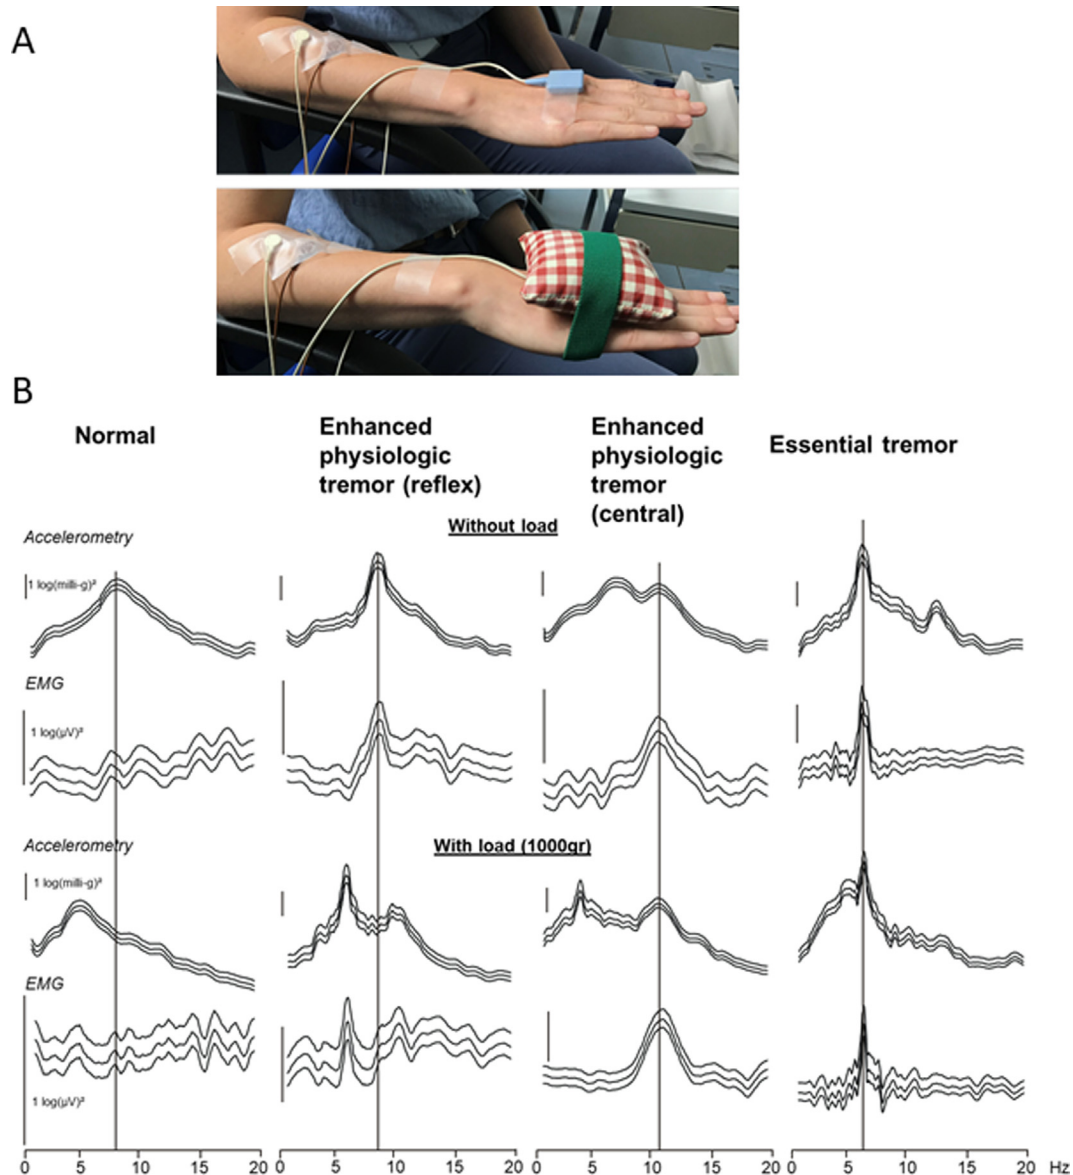 A
B
Normal
Enhanced
physiologic
tremor (reflex)
Enhanced
physiologic
tremor
(central)
Essential tremor
Without load
Accelerometry
1 log(milli-g)²
EMG
1 log(µV)²
With load (1000gr)
Accelerometry
1 log(milli-g)²
EMG
1 log(µV)²
0 5 10 15 20 0 5 10 15 20 0 5 10 15 20 0 5 10 15 20 Hz